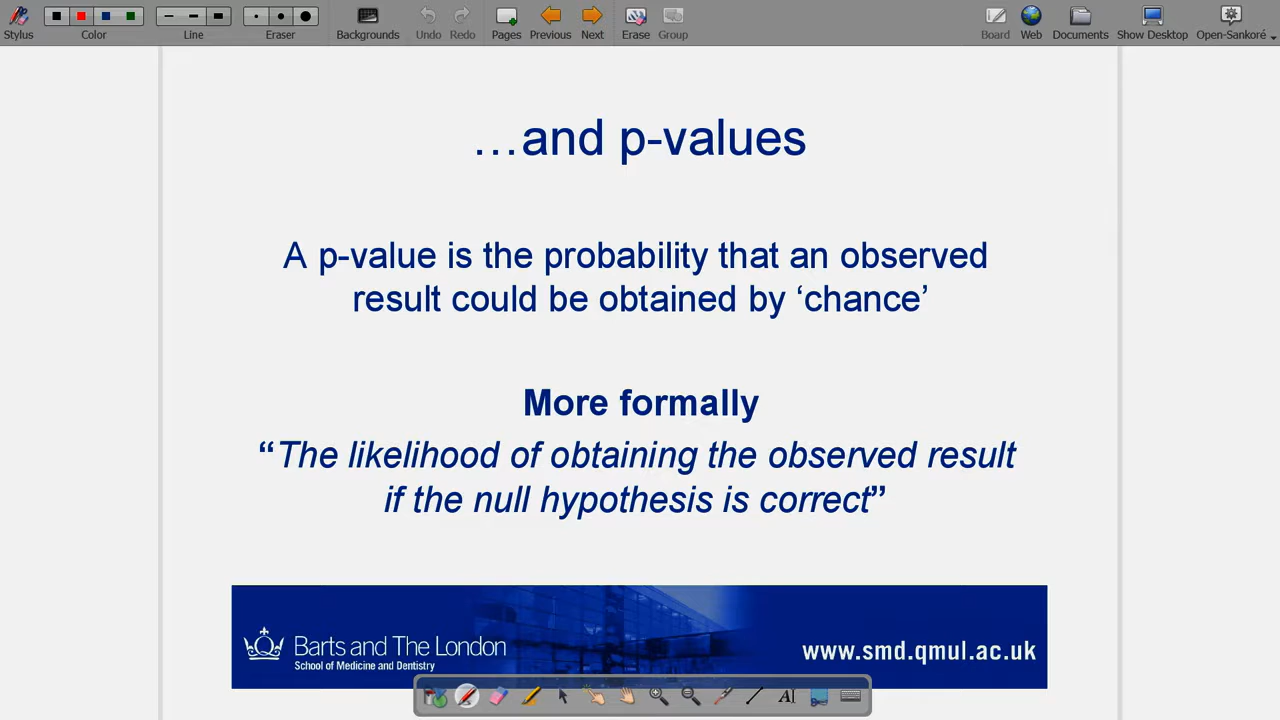 Stylus
Color
Line
Eraser
Backgrounds
Undo
Redo
Pages
Previous
Next
Erase
Group
Board
Web
Documents
Show Desktop
Open-Sankoré
…and p-values
A p-value is the probability that an observed
result could be obtained by ‘chance’
More formally
“The likelihood of obtaining the observed result
if the null hypothesis is correct”
Barts and The London
School of Medicine and Dentistry
www.smd.qmul.ac.uk
AI